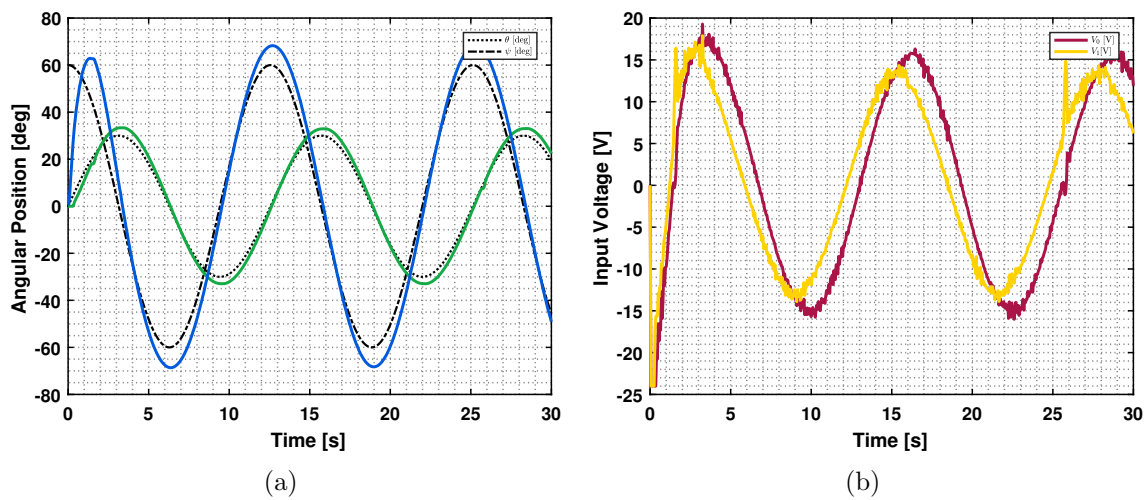 80
60
40
20
0
-20
-40
-60
-80
Angular Position [deg]
θ [deg]
ψ [deg]
0 5 10 15 20 25 30
Time [s]
(a)
20
15
10
5
0
-5
-10
-15
-20
-25
Input Voltage [V]
V₀ [V]
V₁[V]
0 5 10 15 20 25 30
Time [s]
(b)